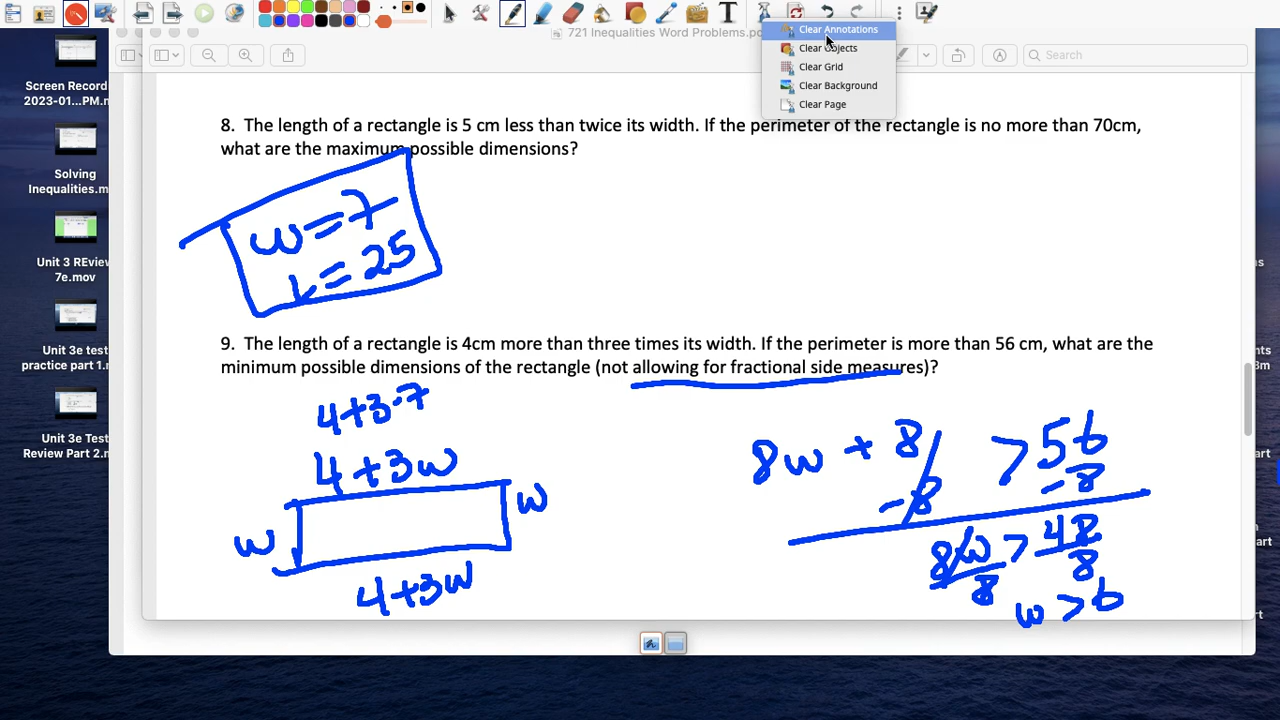 721 Inequalities Word Problems.p
Clear Annotations
Clear Objects
Clear Grid
Clear Background
Clear Page
Search
Screen Record
2023-01...PM.m
Solving
Inequalities.m
Unit 3 REview
7e.mov
Unit 3e test
practice part 1.
Unit 3e Test
Review Part 2.n
8. The length of a rectangle is 5 cm less than twice its width. If the perimeter of the rectangle is no more than 70cm,
what are the maximum possible dimensions?
w=7
L=25
9. The length of a rectangle is 4cm more than three times its width. If the perimeter is more than 56 cm, what are the
minimum possible dimensions of the rectangle (not allowing for fractional side measures)?
4+3·7
4+3w
w
w
4+3w
8w + 8 > 56
-8 -8
8w > 48
8 8
w > 6